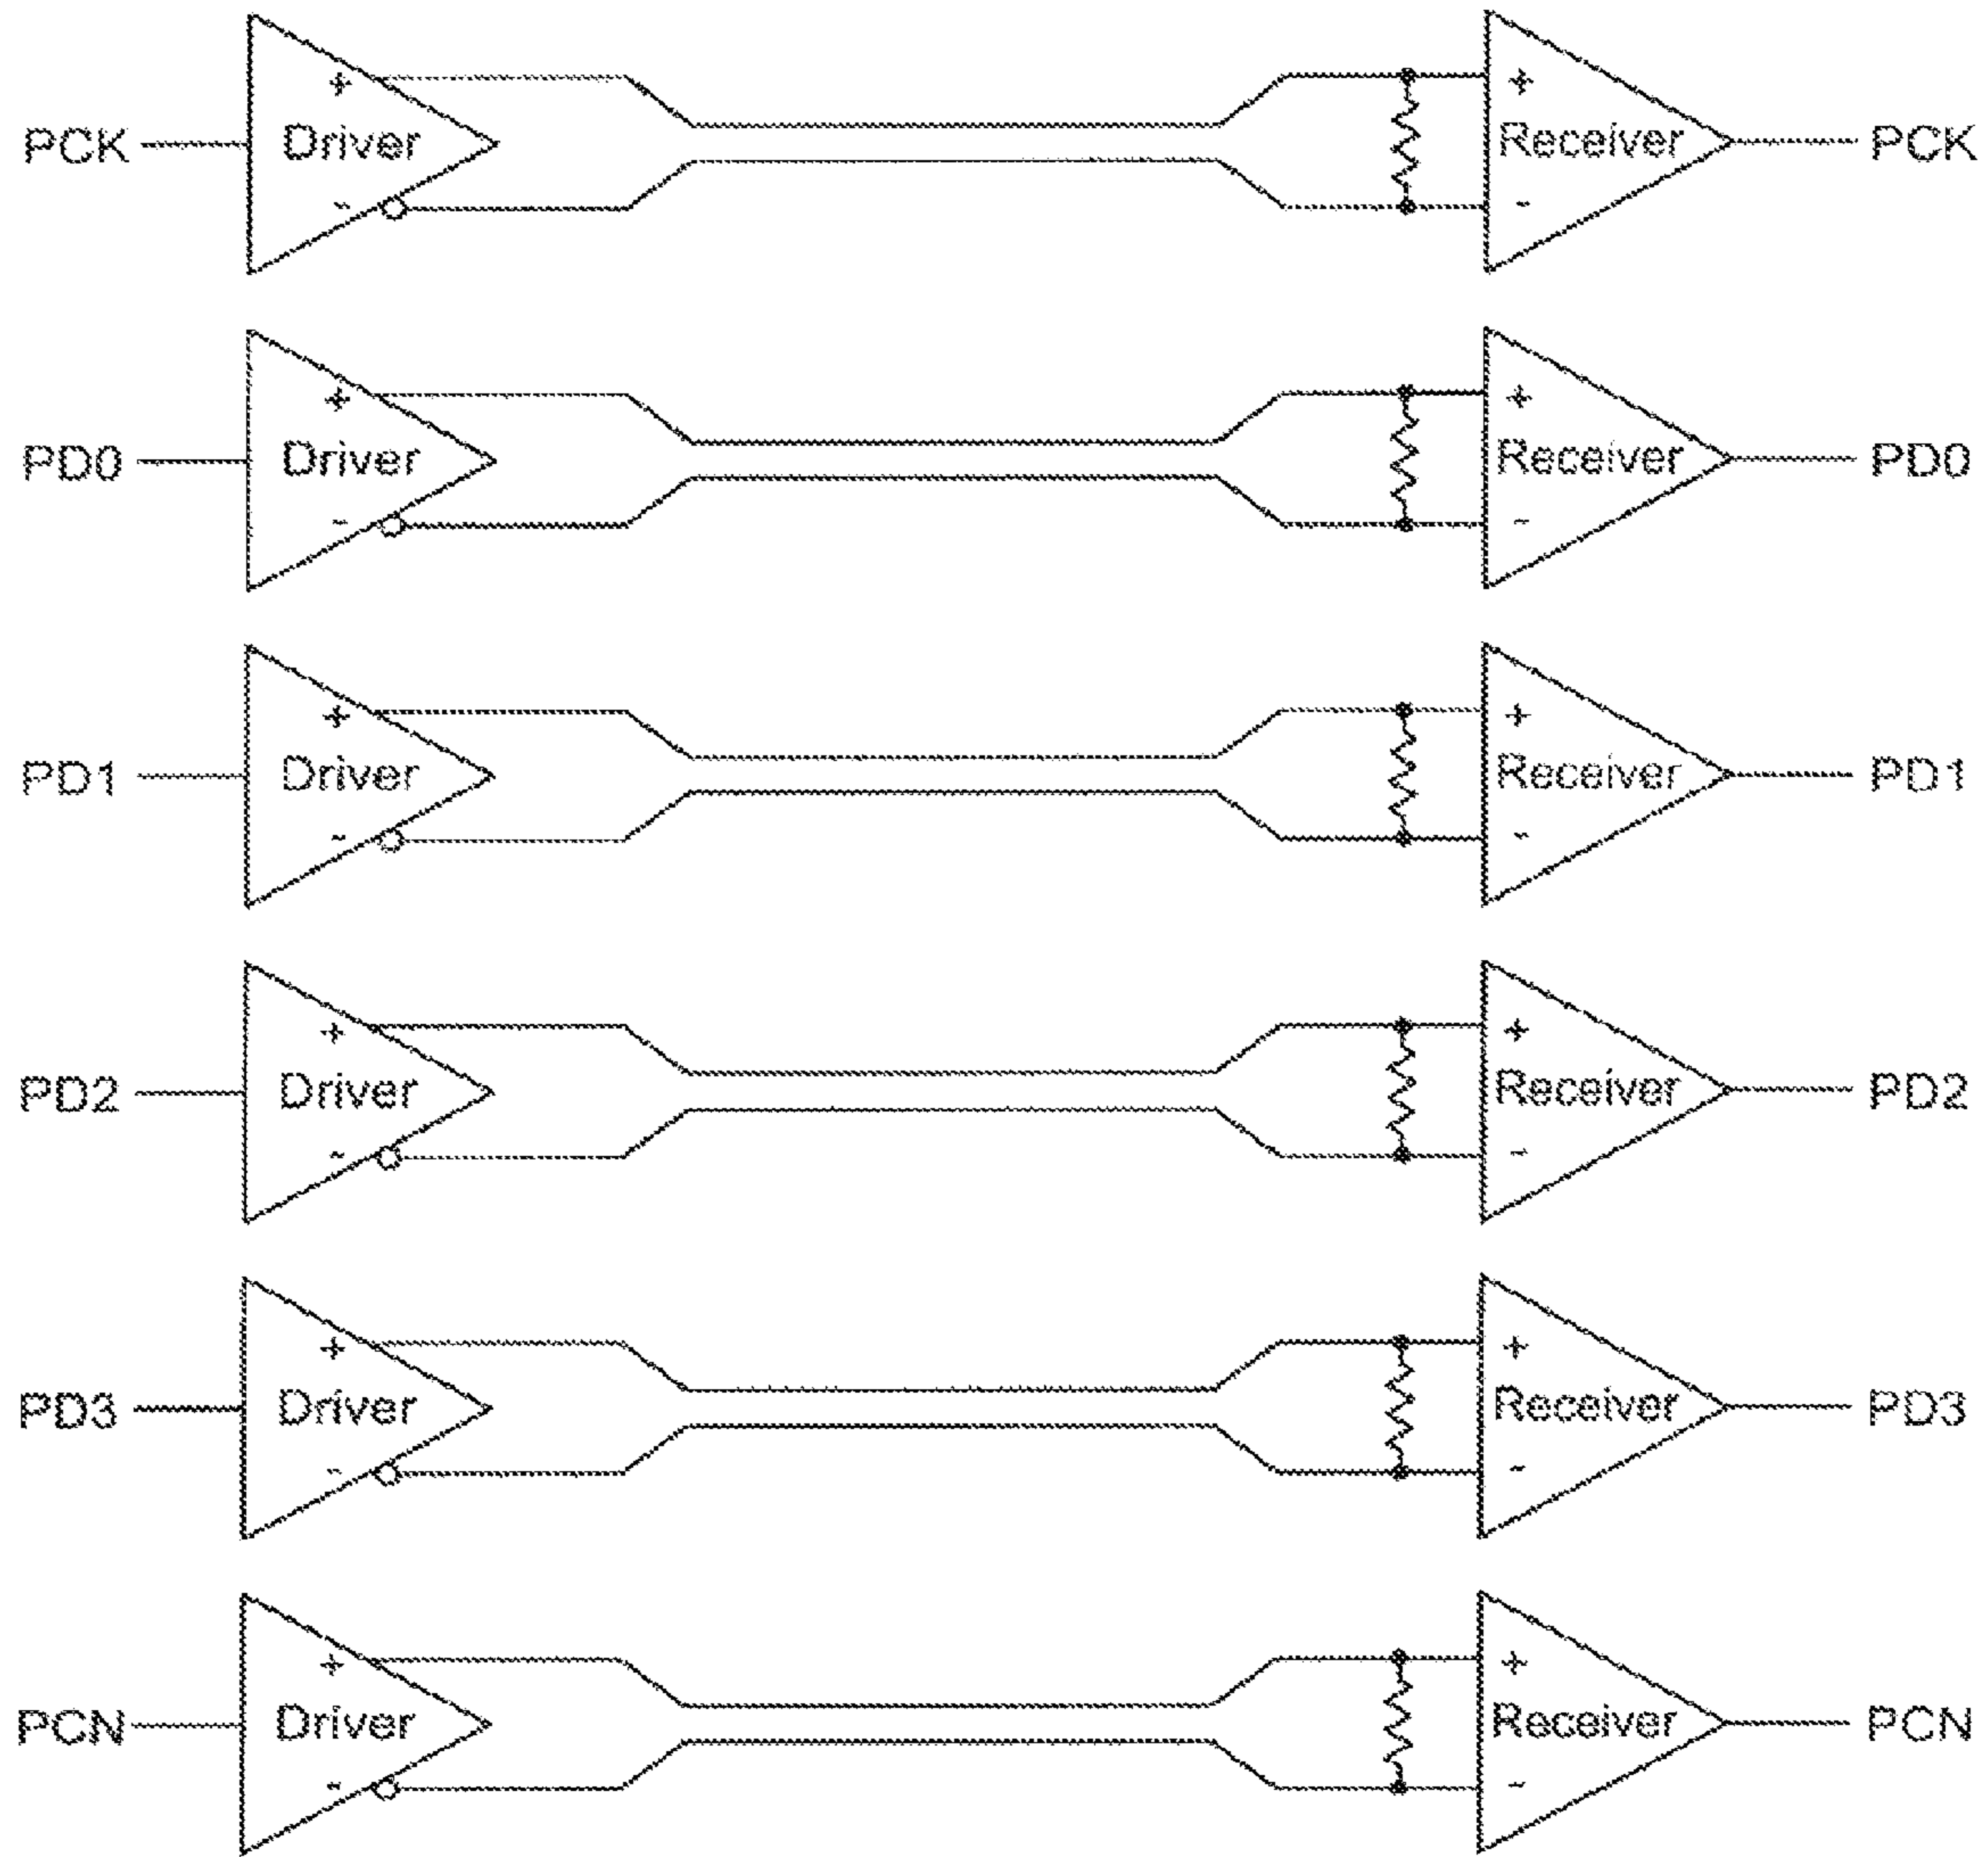 + +
PCK Driver Receiver PCK
- -
+ +
PD0 Driver Receiver PD0
- -
+ +
PD1 Driver Receiver PD1
- -
+ +
PD2 Driver Receiver PD2
- -
+ +
PD3 Driver Receiver PD3
- -
+ +
PCN Driver Receiver PCN
- -